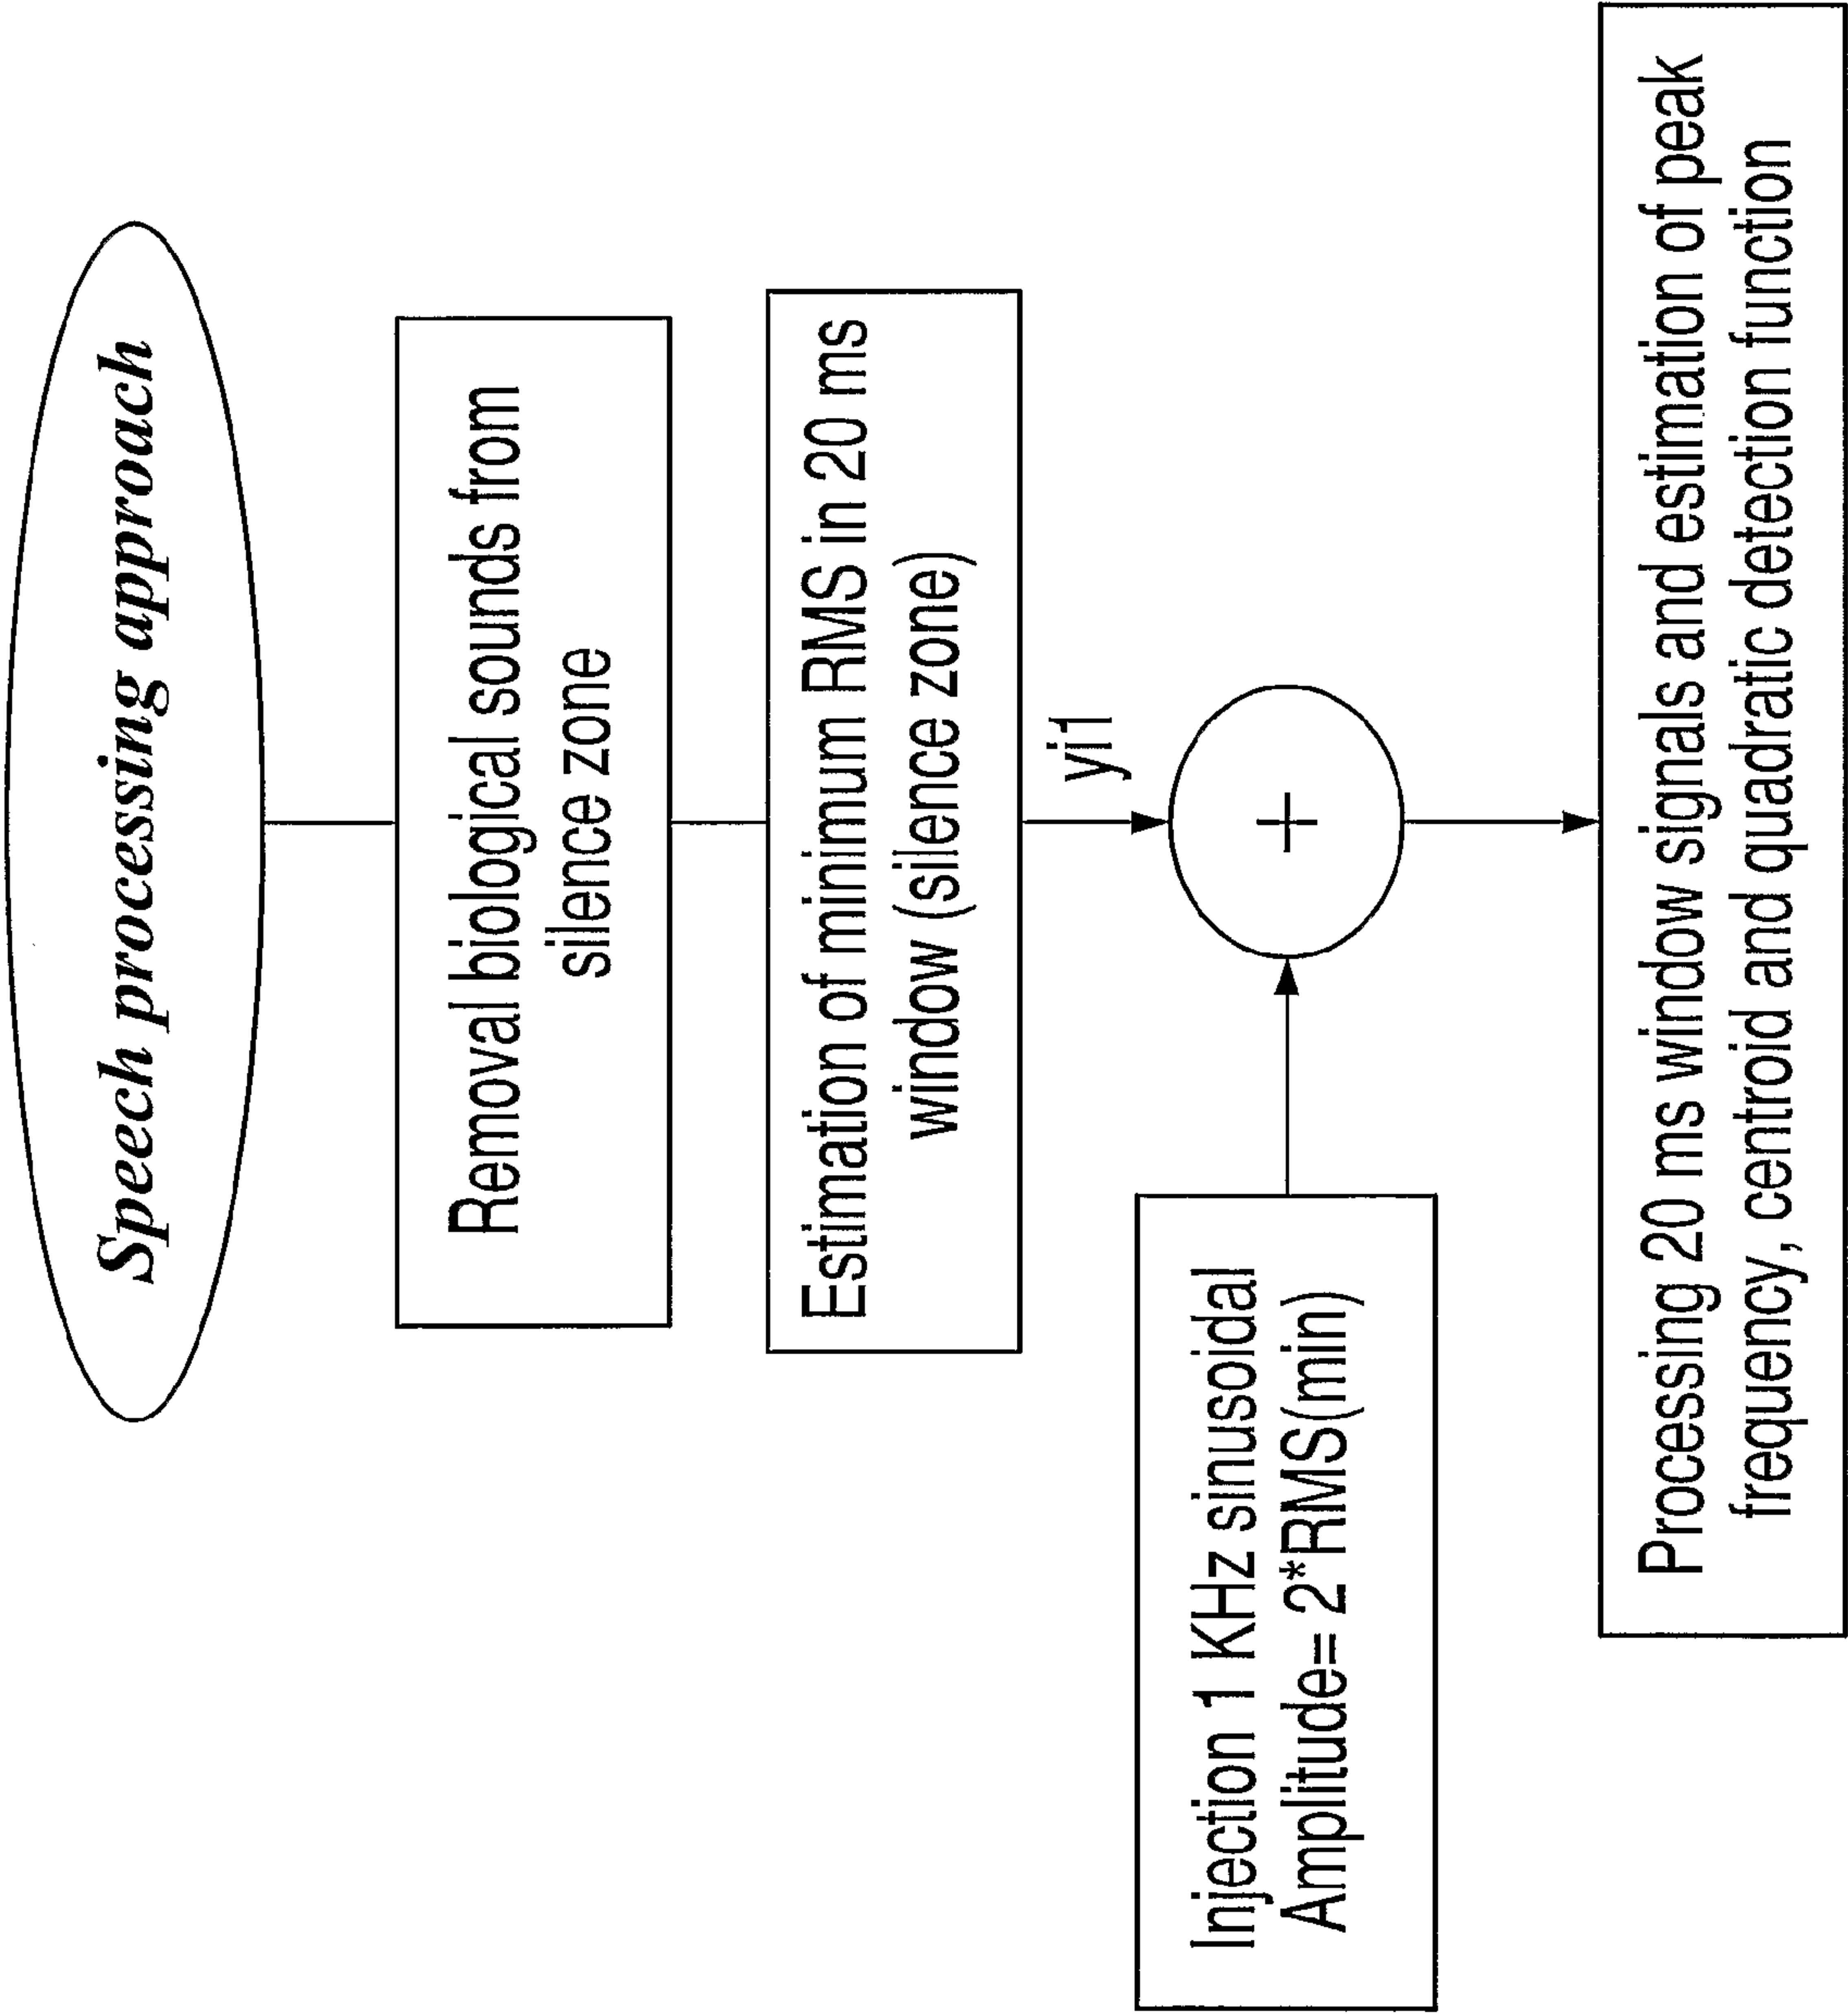 Speech processing approach
Removal biological sounds from
silence zone
Estimation of minimum RMS in 20 ms
window (silence zone)
yi1
+
Injection 1 KHz sinusoidal
Amplitude= 2*RMS(min)
Processing 20 ms window signals and estimation of peak
frequency, centroid and quadratic detection function